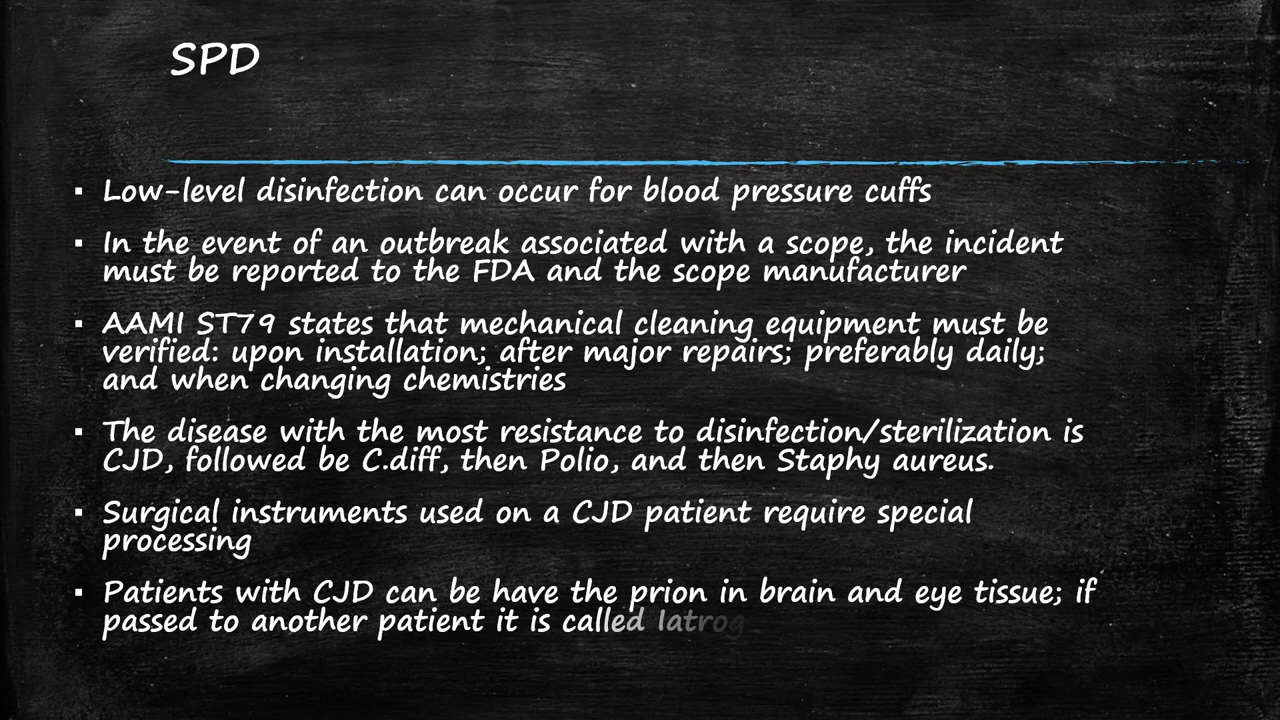 SPD
▪ Low-level disinfection can occur for blood pressure cuffs
▪ In the event of an outbreak associated with a scope, the incident
must be reported to the FDA and the scope manufacturer
▪ AAMI ST79 states that mechanical cleaning equipment must be
verified: upon installation; after major repairs; preferably daily;
and when changing chemistries
▪ The disease with the most resistance to disinfection/sterilization is
CJD, followed be C.diff, then Polio, and then Staphy aureus.
▪ Surgical instruments used on a CJD patient require special
processing
▪ Patients with CJD can be have the prion in brain and eye tissue; if
passed to another patient it is called Iatrog